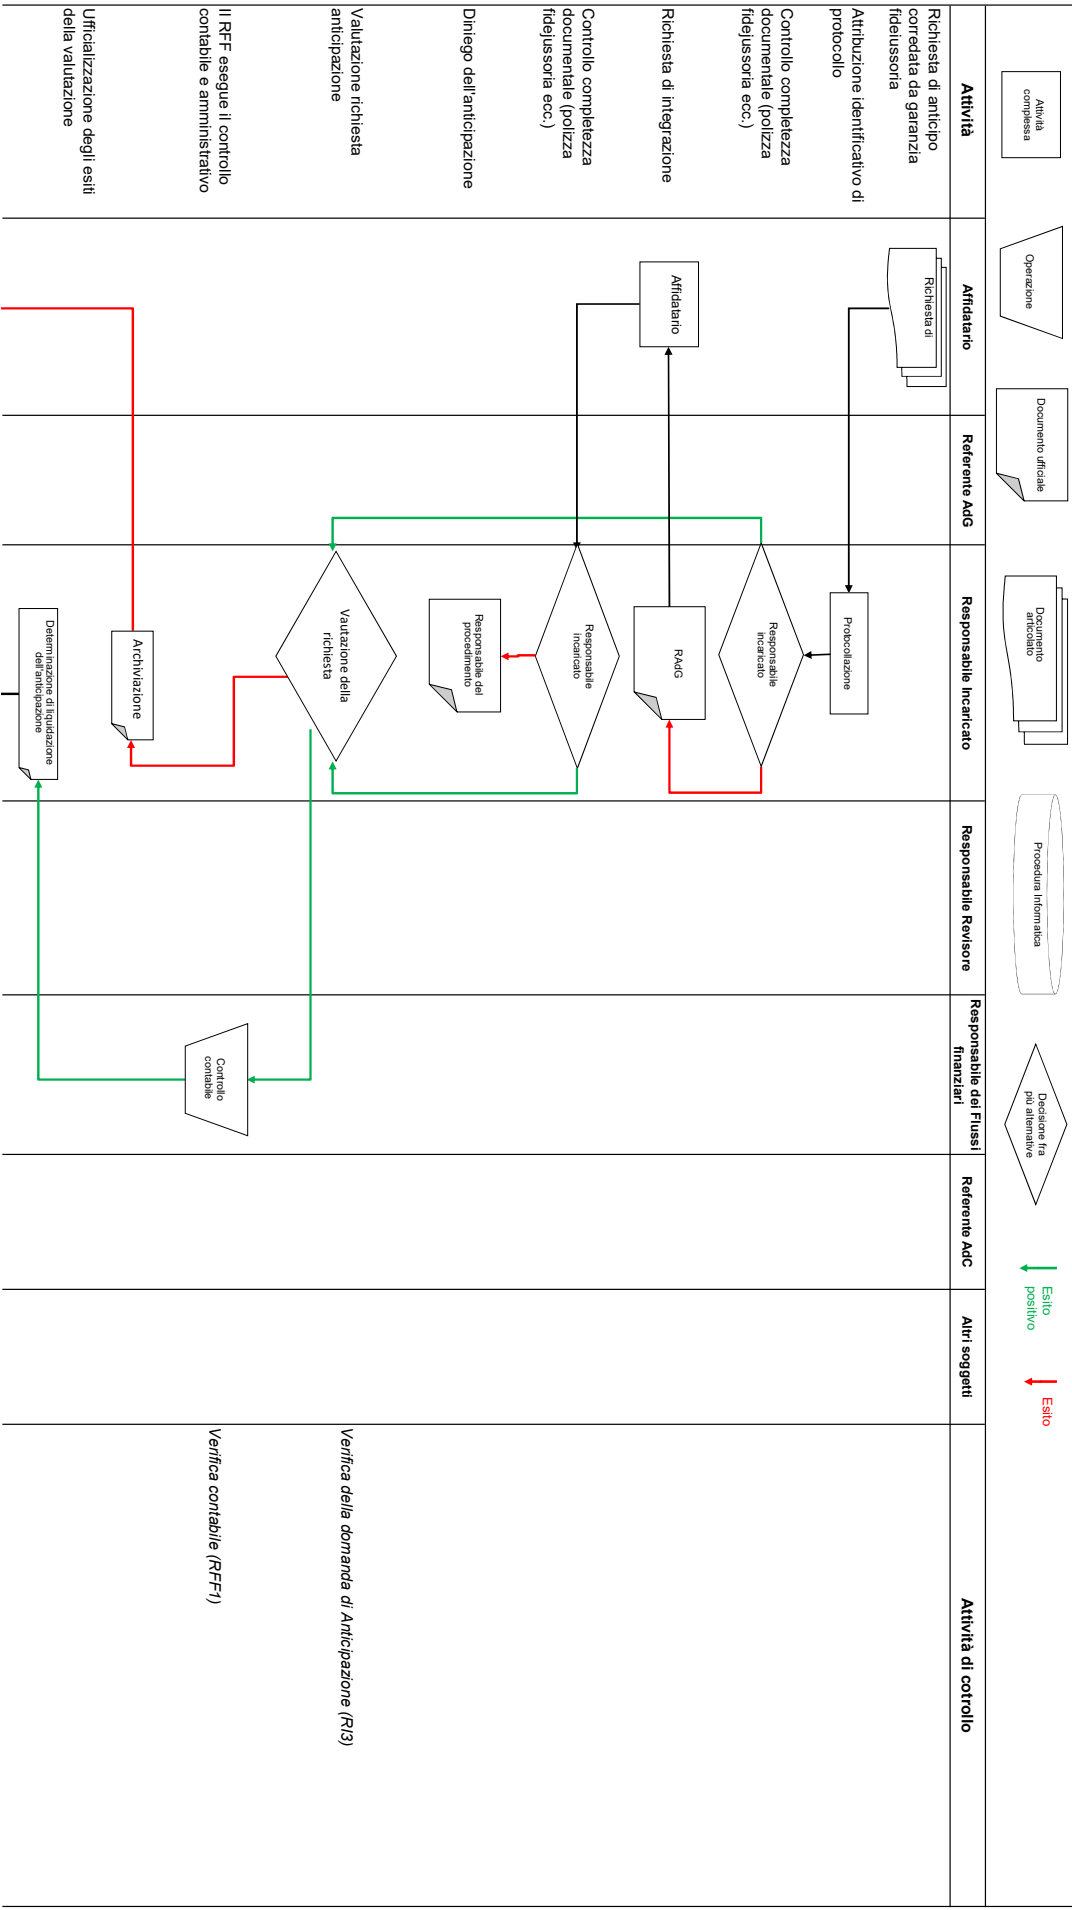 Attività
complessa
Operazione
Documento ufficiale
Documento
articolato
Procedura Informatica
Decisione fra
più alternative
Esito
positivo
Esito
Attività
Affidatario
Referente AdG
Responsabile Incaricato
Responsabile Revisore
Responsabile dei Flussi
finanziari
Referente AdC
Altri soggetti
Attività di cotrollo
Richiesta di anticipo
corredata da garanzia
fideiussoria
Richiesta di
Attribuzione identificativo di
protocollo
Protocollazione
Controllo completezza
documentale (polizza
fidejussoria ecc.)
Responsabile
incaricato
Richiesta di integrazione
Affidatario
RAdG
Controllo completezza
documentale (polizza
fidejussoria ecc.)
Responsabile
incaricato
Diniego dell'anticipazione
Responsabile del
procedimento
Valutazione richiesta
anticipazione
Vautazione della
richiesta
Verifica della domanda di Anticipazione (RI3)
Il RFF esegue il controllo
contabile e amministrativo
Controllo
contabile
Verifica contabile (RFF1)
Ufficializzazione degli esiti
della valutazione
Archiviazione
Determinazione di liquidazione
dell'anticipazione